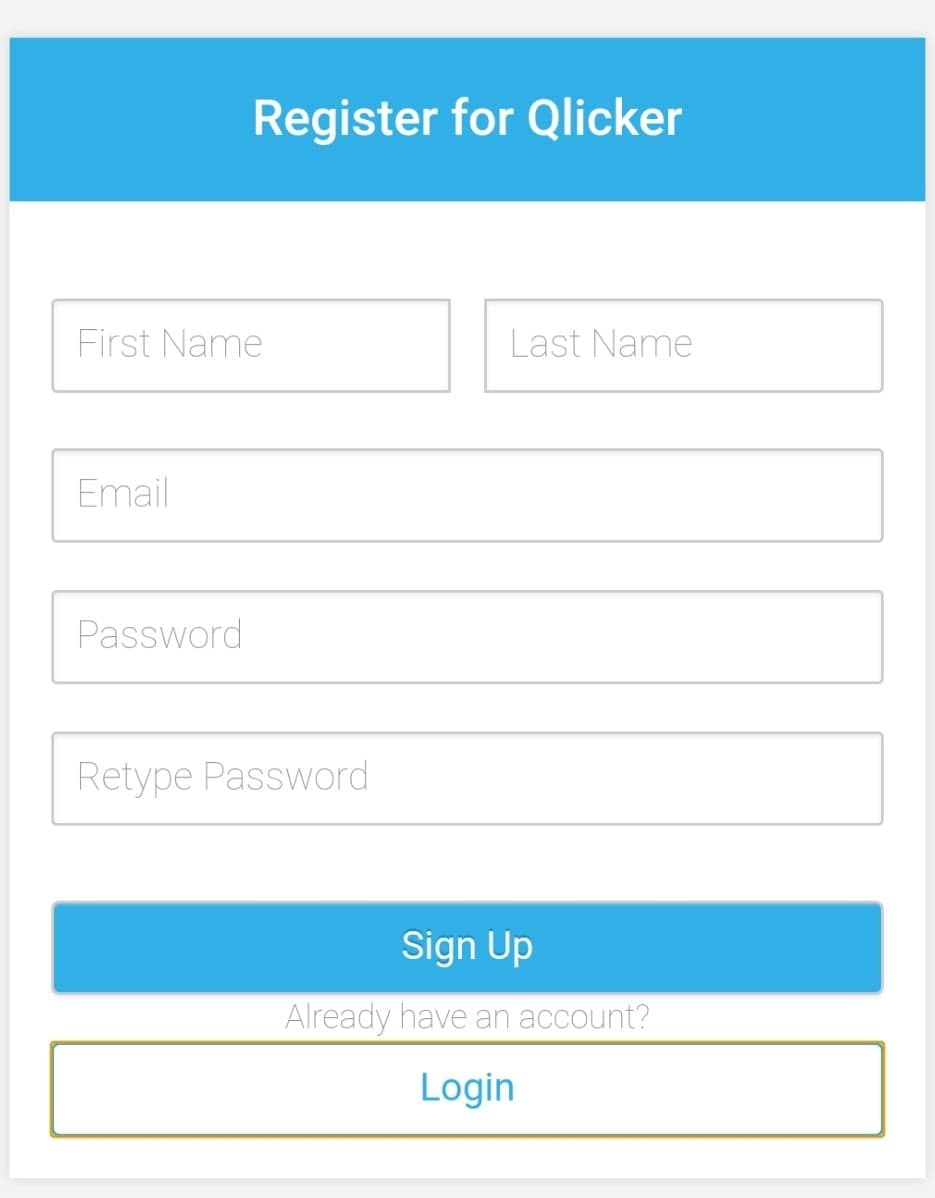 Register for Qlicker
First Name
Last Name
Email
Password
Retype Password
Sign Up
Already have an account?
Login